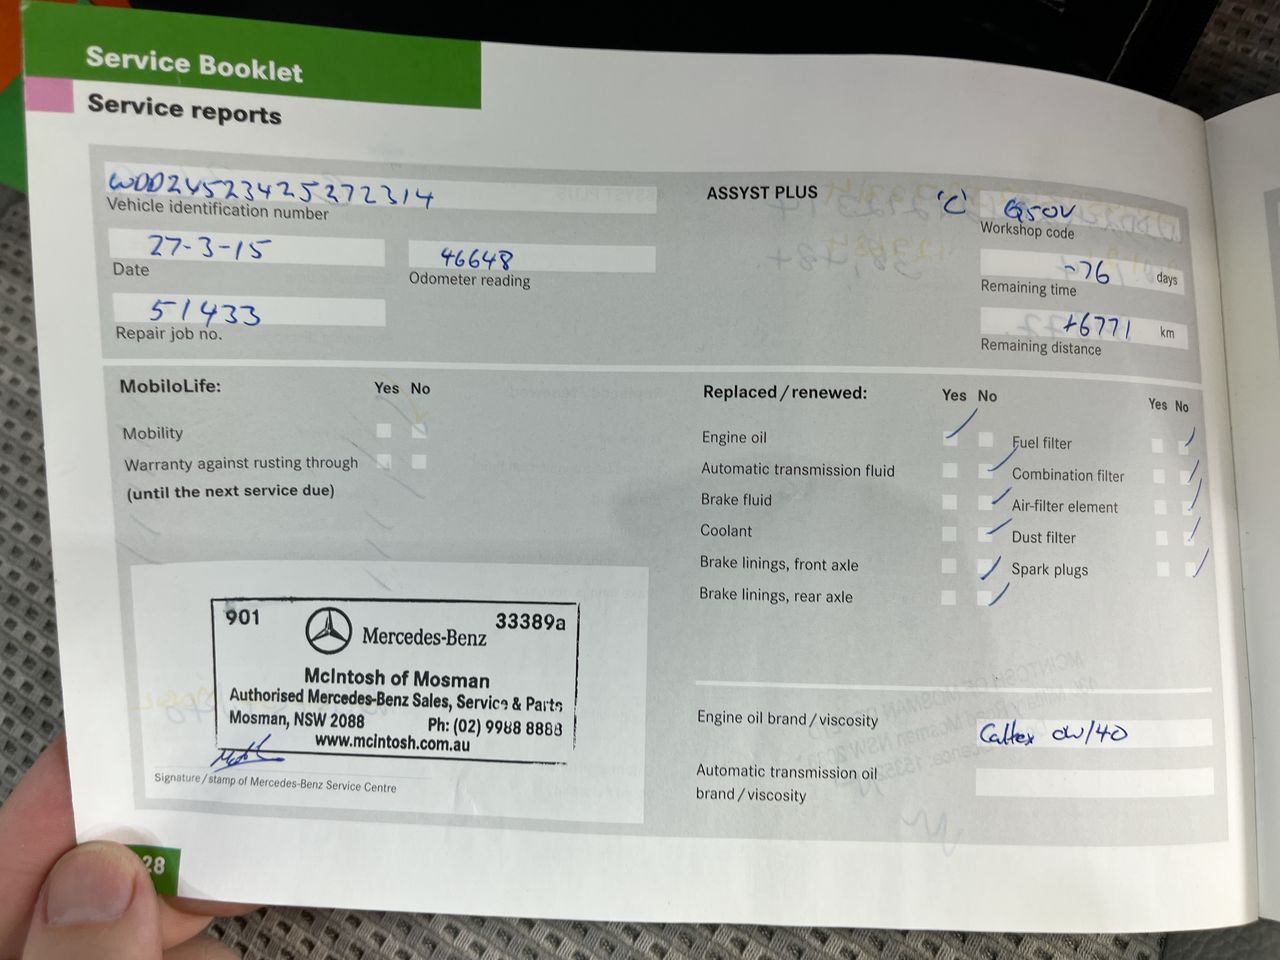 Service Booklet
Service reports
WDD2452342J272314
Vehicle identification number
27-3-15
Date
46648
Odometer reading
51433
Repair job no.
ASSYST PLUS
'C'
Workshop code
-76 days
Remaining time
+6771 km
Remaining distance
MobiloLife: Yes No
Mobility
Warranty against rusting through
(until the next service due)
Replaced/renewed: Yes No Yes No
Engine oil
Automatic transmission fluid
Brake fluid
Coolant
Brake linings, front axle
Brake linings, rear axle
Fuel filter
Combination filter
Air-filter element
Dust filter
Spark plugs
901 Mercedes-Benz 33389a
McIntosh of Mosman
Authorised Mercedes-Benz Sales, Service & Parts
Mosman, NSW 2088 Ph: (02) 9988 8888
www.mcintosh.com.au
Signature/stamp of Mercedes-Benz Service Centre
Engine oil brand/viscosity
Caltex 0W/40
Automatic transmission oil
brand/viscosity
28